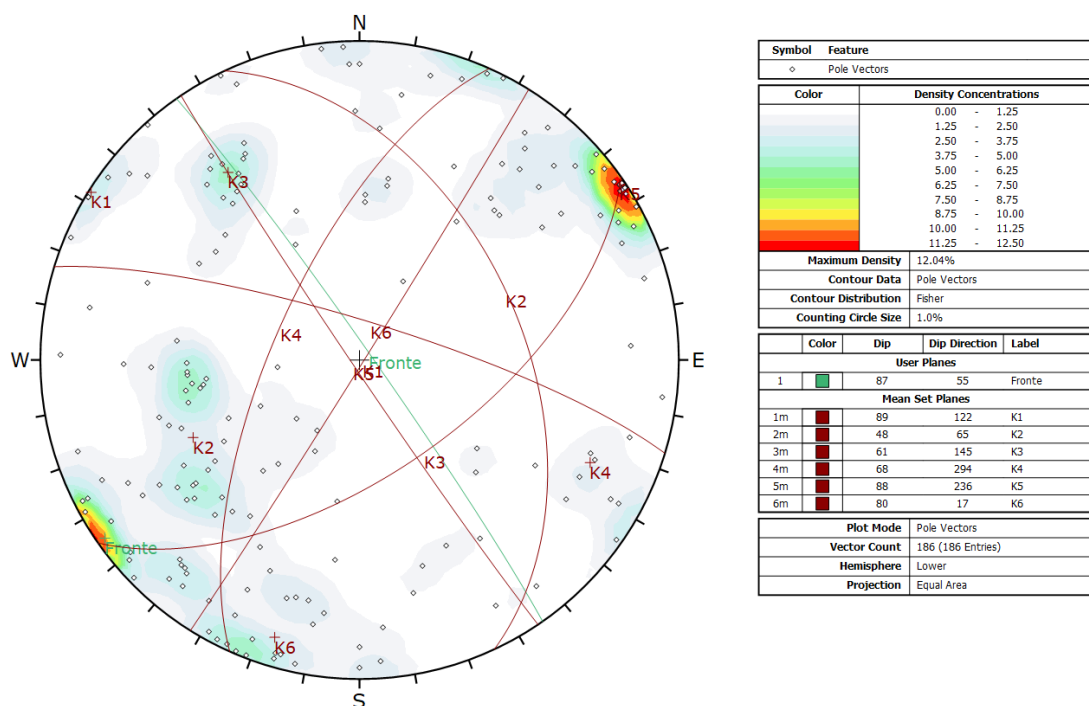 N
K1
K3
K5
K2
K6
K4
W
Fronte
E
K5
K1
K2
K3
K4
Fronte
K6
S
Symbol Feature
Pole Vectors
Color Density Concentrations
0.00 - 1.25
1.25 - 2.50
2.50 - 3.75
3.75 - 5.00
5.00 - 6.25
6.25 - 7.50
7.50 - 8.75
8.75 - 10.00
10.00 - 11.25
11.25 - 12.50
Maximum Density 12.04%
Contour Data Pole Vectors
Contour Distribution Fisher
Counting Circle Size 1.0%
Color Dip Dip Direction Label
User Planes
1 87 55 Fronte
Mean Set Planes
1m 89 122 K1
2m 48 65 K2
3m 61 145 K3
4m 68 294 K4
5m 88 236 K5
6m 80 17 K6
Plot Mode Pole Vectors
Vector Count 186 (186 Entries)
Hemisphere Lower
Projection Equal Area